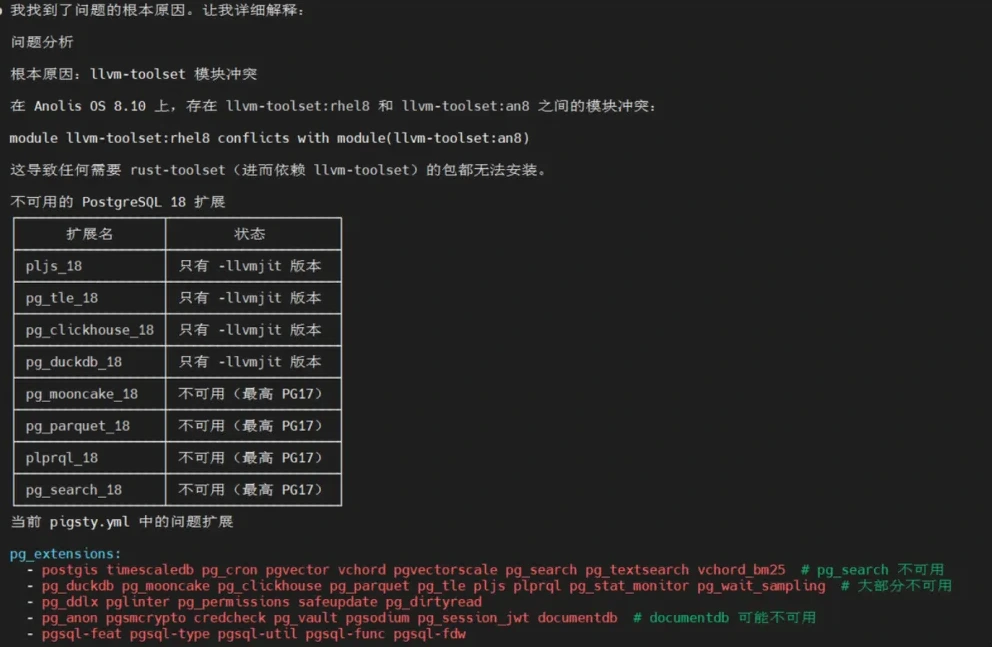 我找到了问题的根本原因。让我详细解释：
问题分析
根本原因：llvm-toolset 模块冲突
在 Anolis OS 8.10 上，存在 llvm-toolset:rhel8 和 llvm-toolset:an8 之间的模块冲突：
module llvm-toolset:rhel8 conflicts with module(llvm-toolset:an8)
这导致任何需要 rust-toolset（进而依赖 llvm-toolset）的包都无法安装。
不可用的 PostgreSQL 18 扩展
扩展名 状态
pljs_18 只有 -llvmjit 版本
pg_tle_18 只有 -llvmjit 版本
pg_clickhouse_18 只有 -llvmjit 版本
pg_duckdb_18 只有 -llvmjit 版本
pg_mooncake_18 不可用（最高 PG17）
pg_parquet_18 不可用（最高 PG17）
plprql_18 不可用（最高 PG17）
pg_search_18 不可用（最高 PG17）
当前 pigsty.yml 中的问题扩展
pg_extensions:
- postgis timescaledb pg_cron pgvector vchord pgvectorscale pg_search pg_textsearch vchord_bm25 # pg_search 不可用
- pg_duckdb pg_mooncake pg_clickhouse pg_parquet pg_tle pljs plprql pg_stat_monitor pg_wait_sampling # 大部分不可用
- pg_ddlx pglinter pg_permissions safeupdate pg_dirtyread
- pg_anon pgsmcrypto credcheck pg_vault pgsodium pg_session_jwt documentdb # documentdb 可能不可用
- pgsql-feat pgsql-type pgsql-util pgsql-func pgsql-fdw